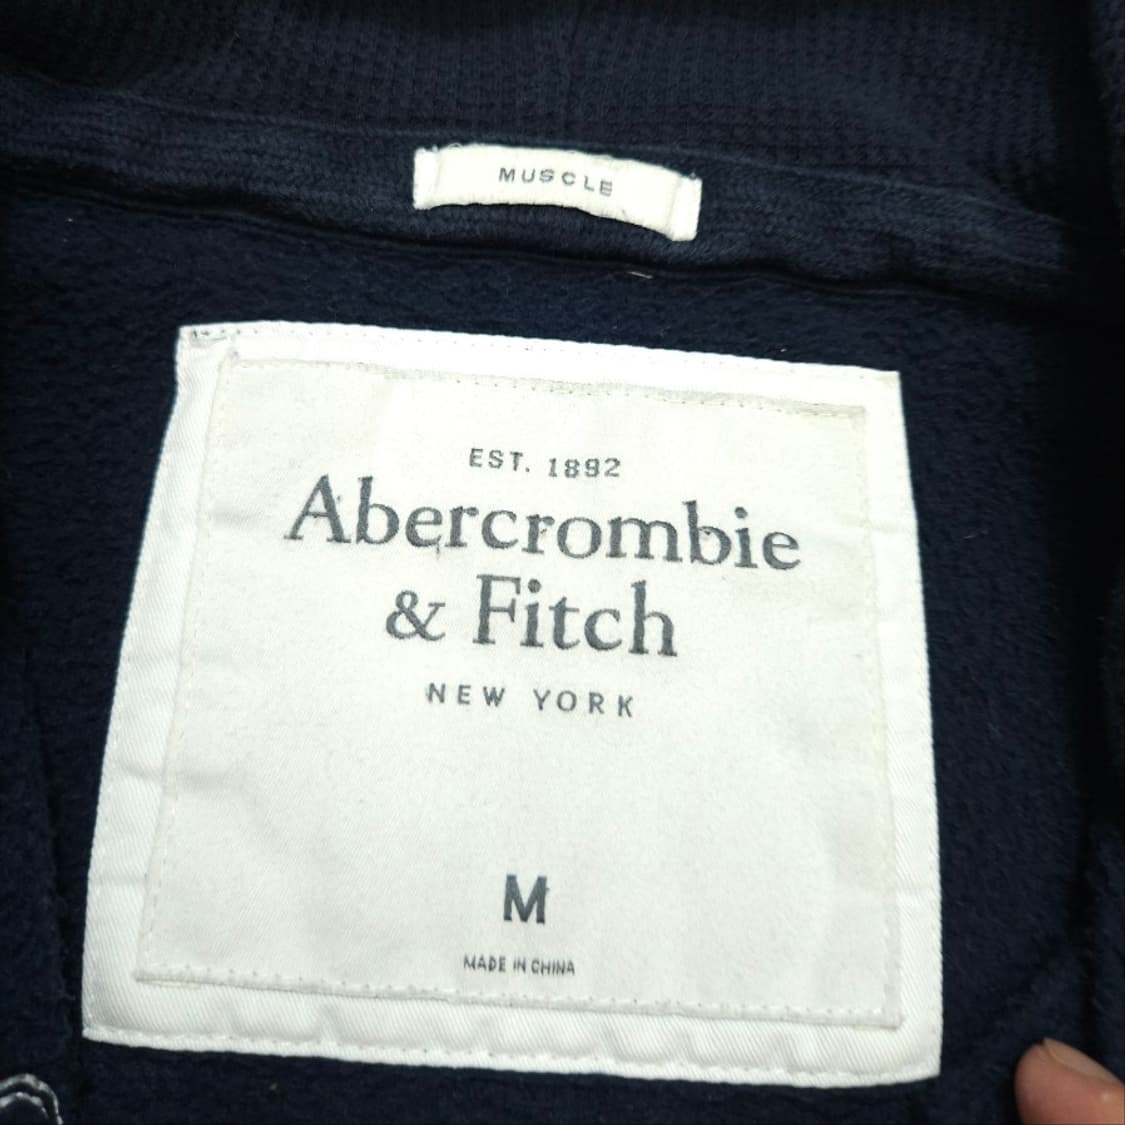 MUSCLE
EST. 1892
Abercrombie
& Fitch
NEW YORK
M
MADE IN CHINA